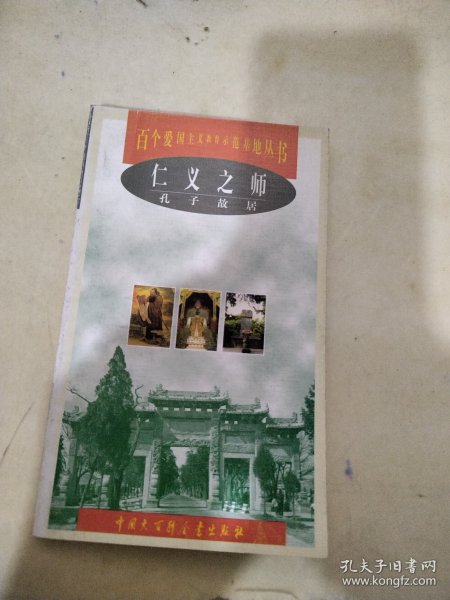 百个爱国主义教育示范基地丛书
仁义之师
孔子故居
中国大百科全书出版社
孔夫子旧书网
www.kongfz.com